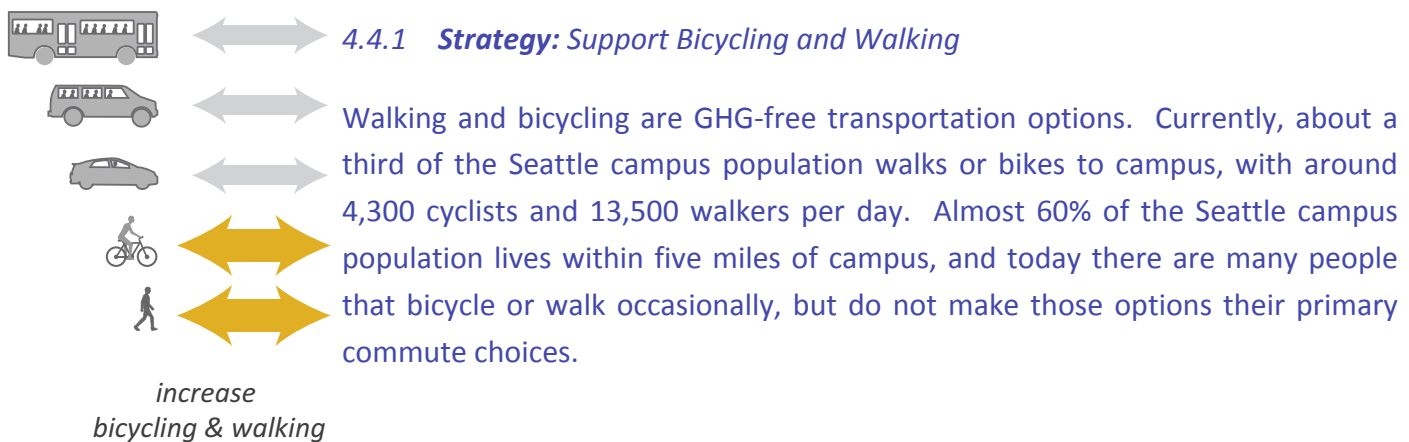 4.4.1 Strategy: Support Bicycling and Walking
Walking and bicycling are GHG-free transportation options. Currently, about a
third of the Seattle campus population walks or bikes to campus, with around
4,300 cyclists and 13,500 walkers per day. Almost 60% of the Seattle campus
population lives within five miles of campus, and today there are many people
that bicycle or walk occasionally, but do not make those options their primary
commute choices.
increase
bicycling & walking